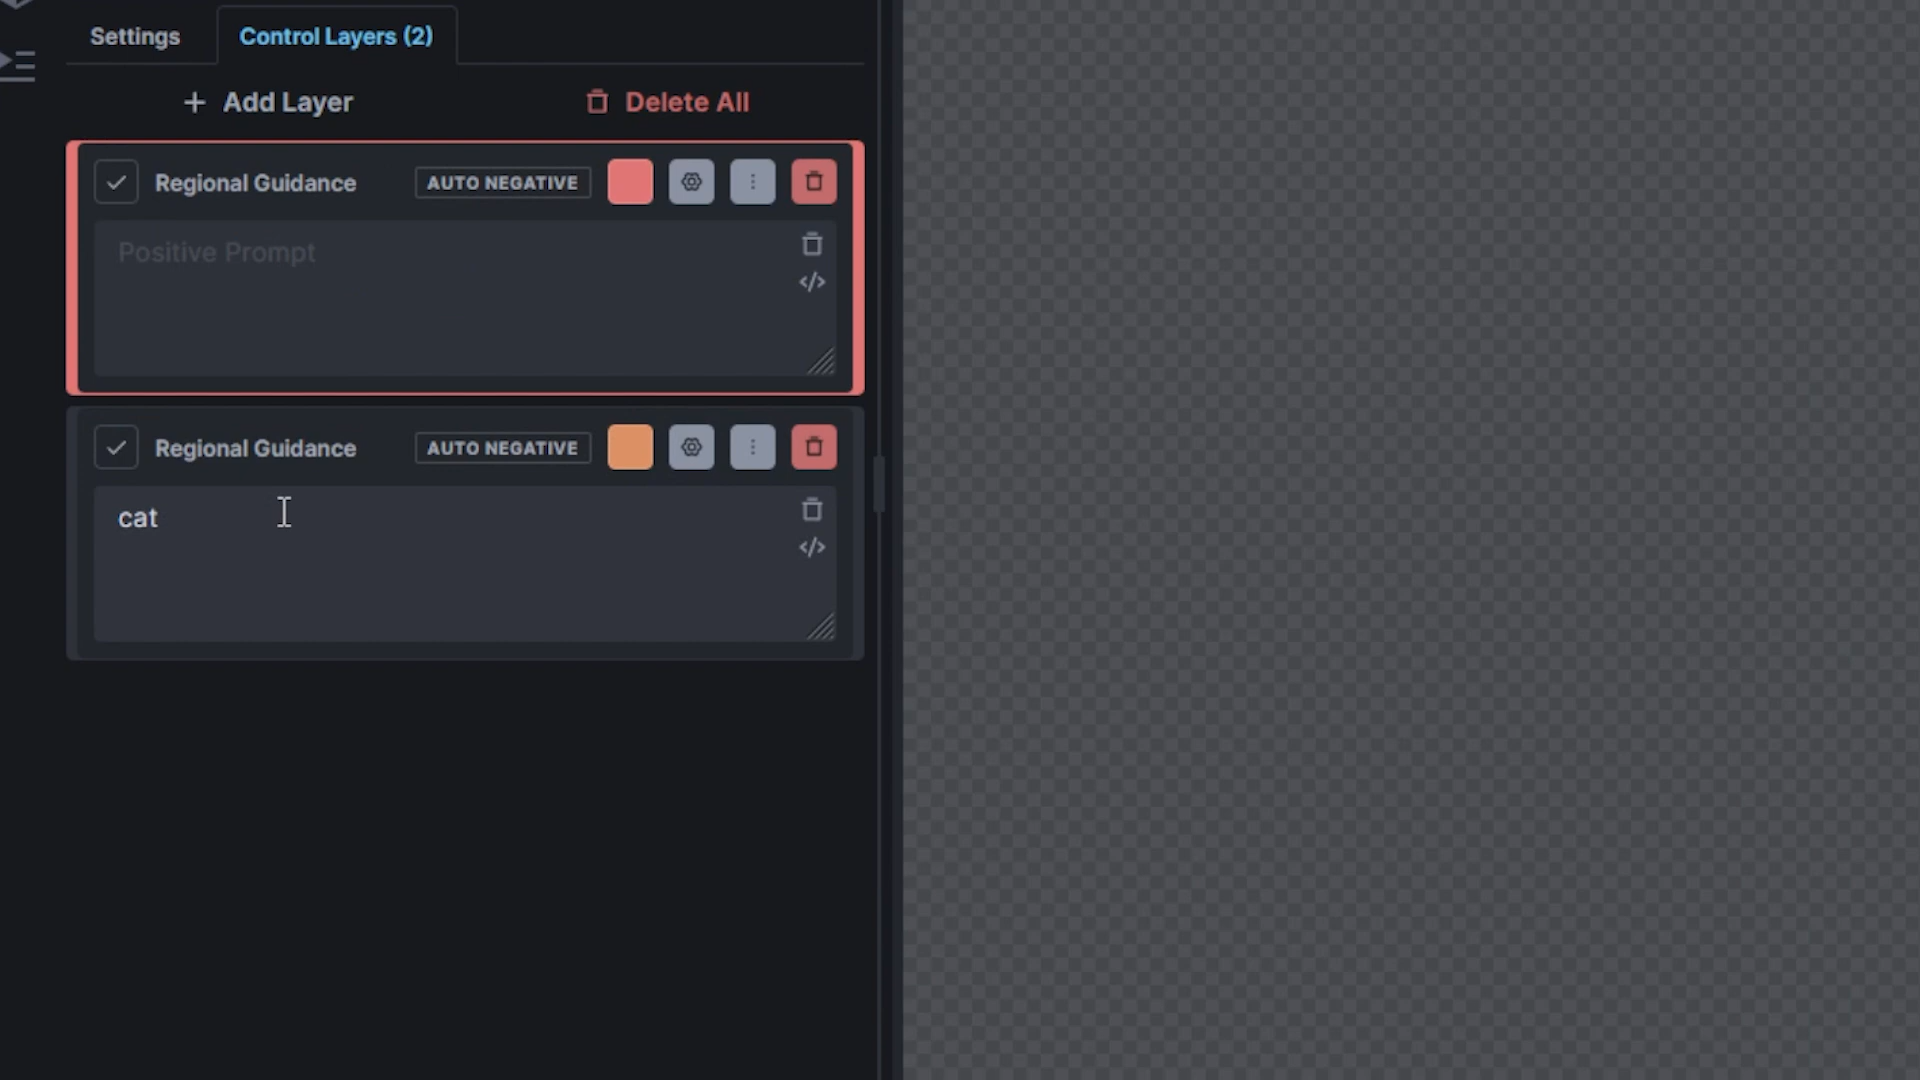 Settings
Control Layers (2)
+ Add Layer
Delete All
Regional Guidance
AUTO NEGATIVE
Positive Prompt
</>
Regional Guidance
AUTO NEGATIVE
cat
</>